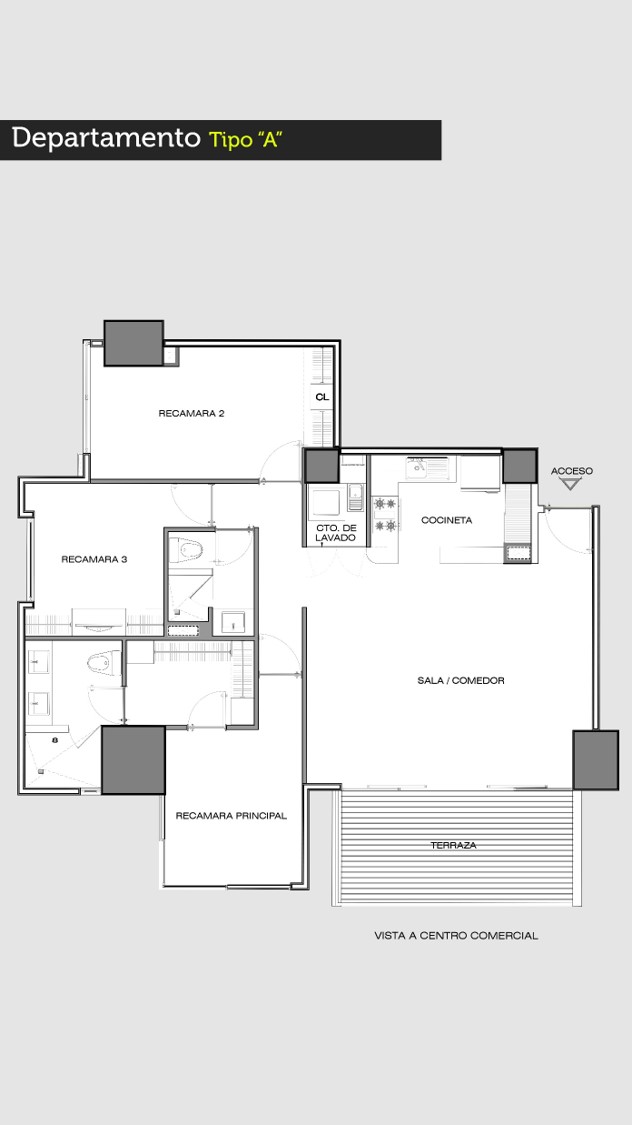 Departamento Tipo "A"
RECAMARA 2
CL
ACCESO
CTO. DE
LAVADO
COCINETA
RECAMARA 3
SALA / COMEDOR
RECAMARA PRINCIPAL
TERRAZA
VISTA A CENTRO COMERCIAL